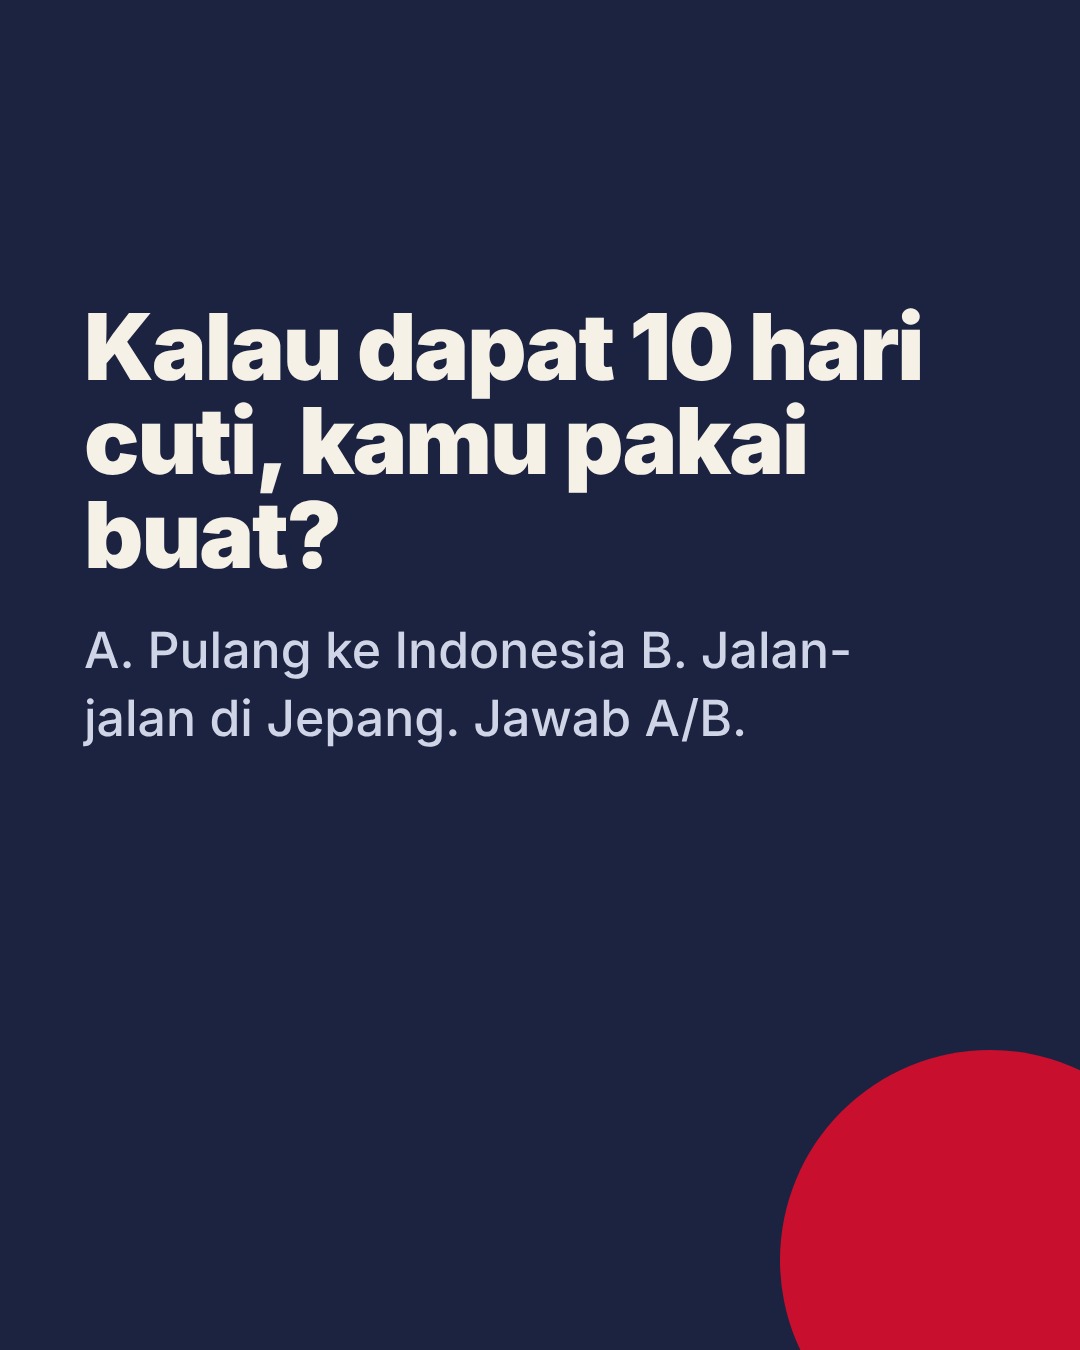 Kalau dapat 10 hari
cuti, kamu pakai
buat?
A. Pulang ke Indonesia B. Jalan-
jalan di Jepang. Jawab A/B.